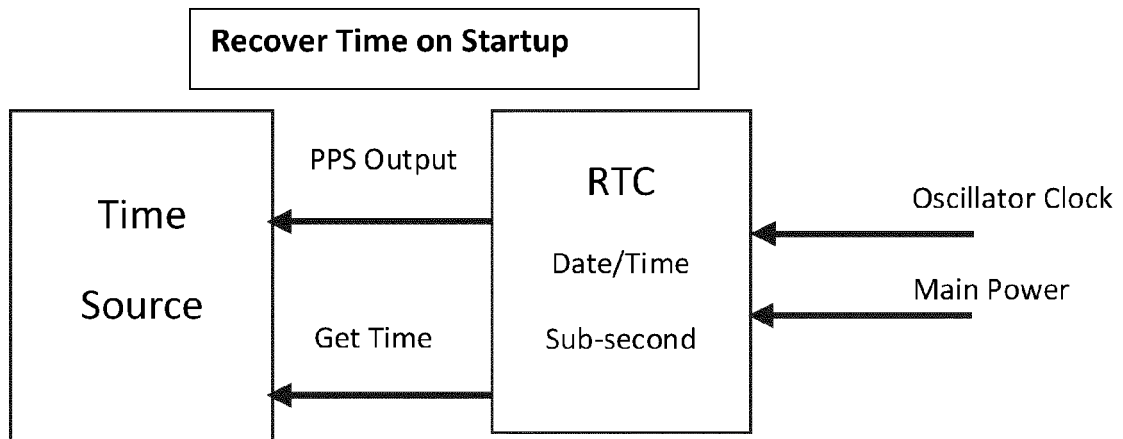 Recover Time on Startup
PPS Output
RTC
Time
Oscillator Clock
Date/Time
Main Power
Source
Get Time
Sub-second